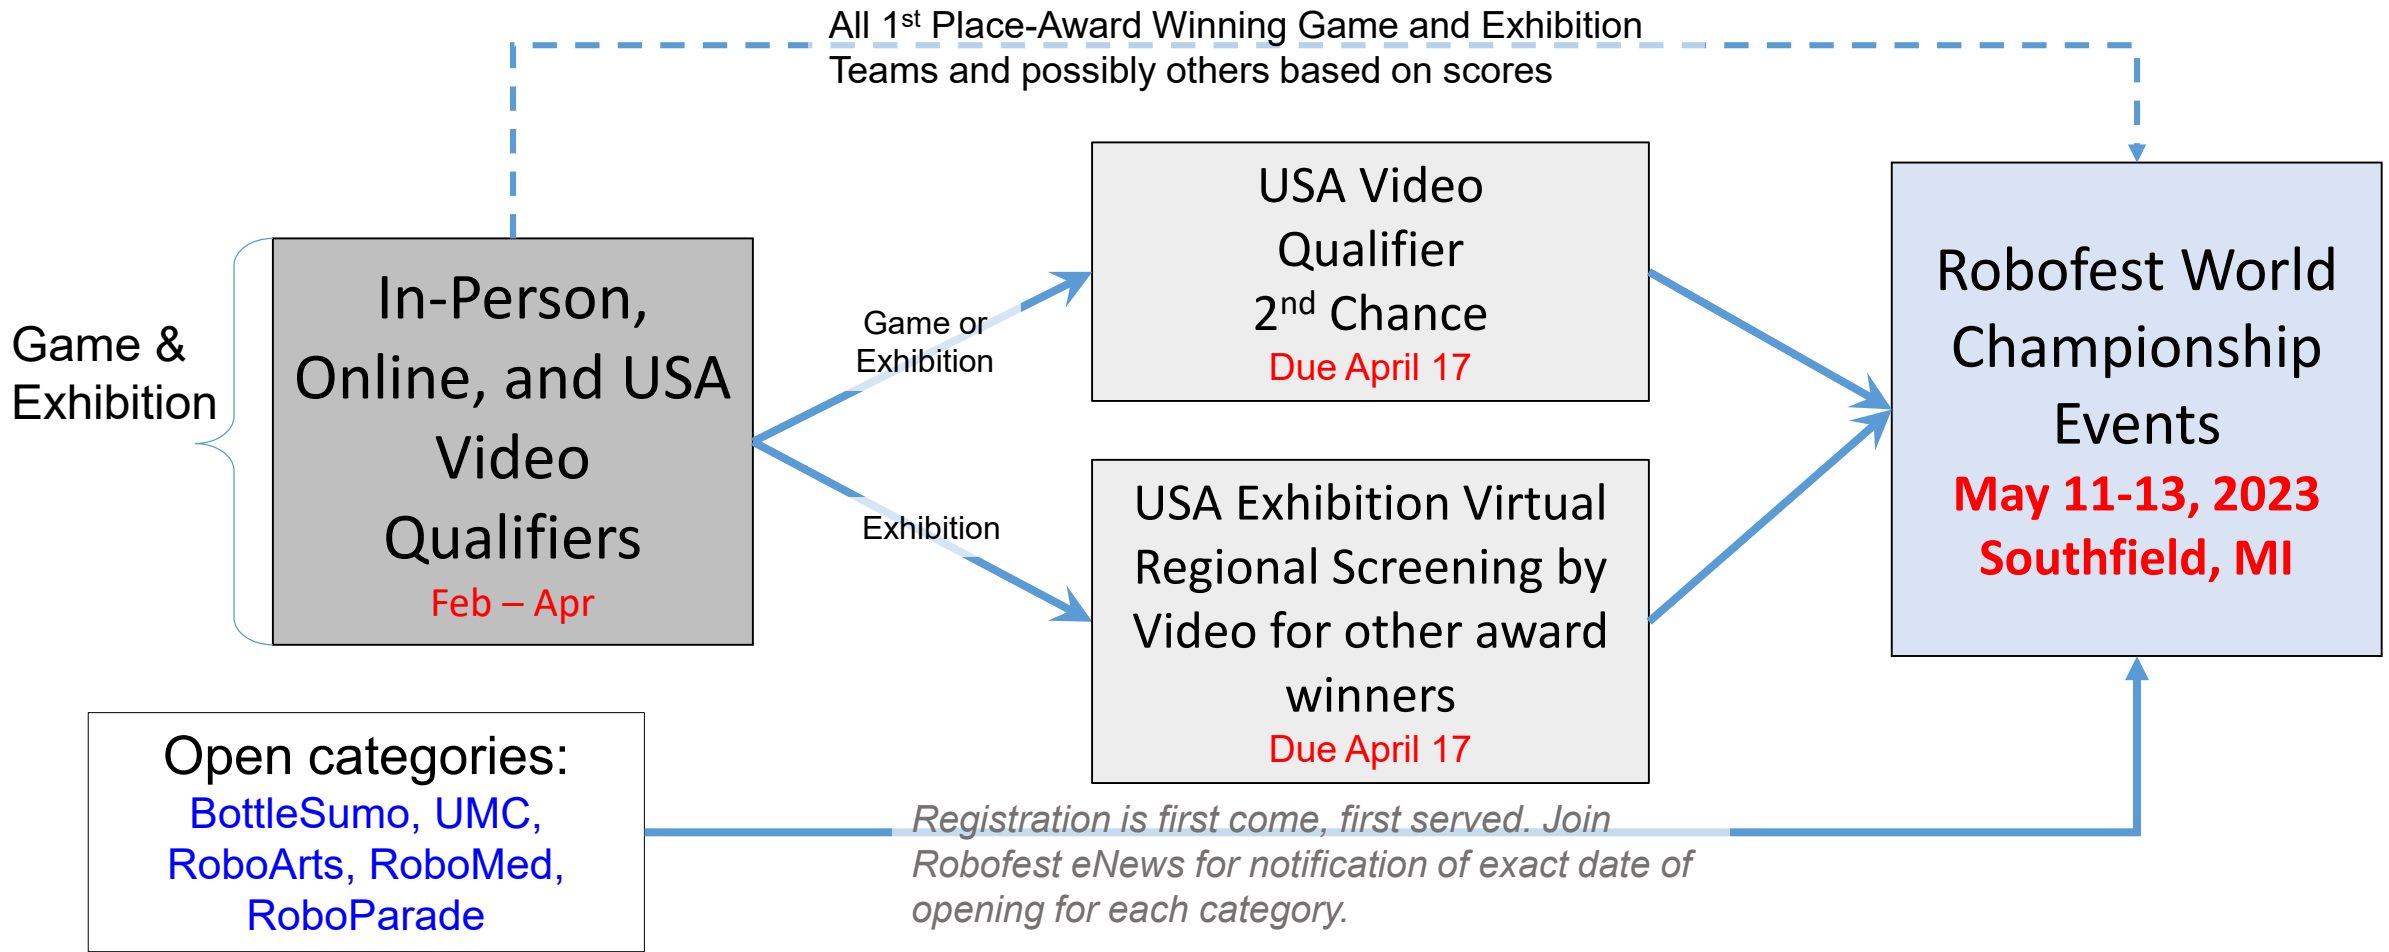 All 1st Place-Award Winning Game and Exhibition
Teams and possibly others based on scores
Game &
Exhibition
In-Person,
Online, and USA
Video
Qualifiers
Feb – Apr
Game or
Exhibition
Exhibition
USA Video
Qualifier
2nd Chance
Due April 17
USA Exhibition Virtual
Regional Screening by
Video for other award
winners
Due April 17
Robofest World
Championship
Events
May 11-13, 2023
Southfield, MI
Open categories:
BottleSumo, UMC,
RoboArts, RoboMed,
RoboParade
Registration is first come, first served. Join
Robofest eNews for notification of exact date of
opening for each category.